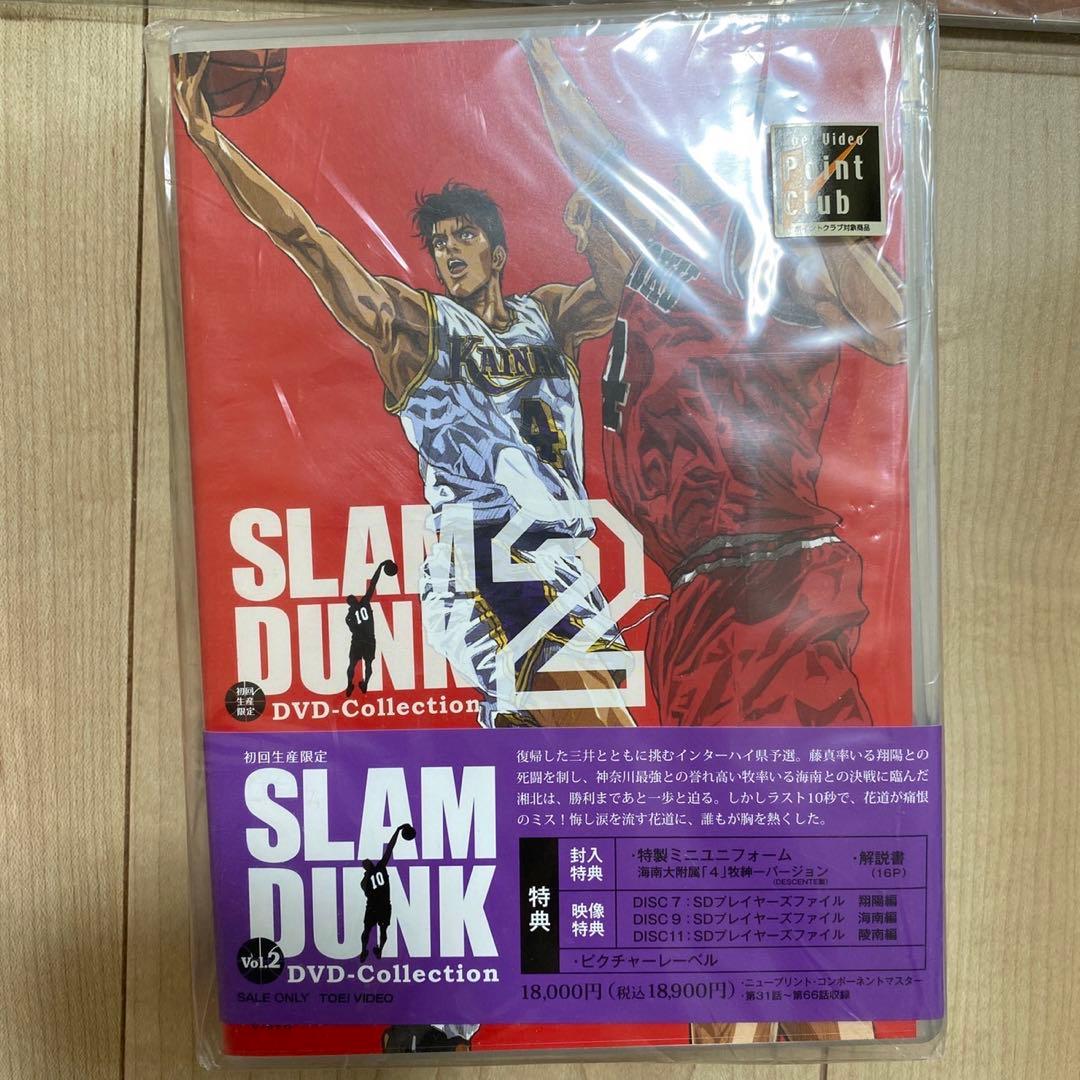 Toei Video
Point
Club
ポイントクラブ対象商品
KAINAN
4
4
SLAM
DUNK
2
10
初回
生産
限定
DVD-Collection
初回生産限定
SLAM
DUNK
10
Vol.2
DVD-Collection
SALE ONLY TOEI VIDEO
復帰した三井とともに挑むインターハイ県予選。藤真率いる翔陽との
死闘を制し、神奈川最強との誉れ高い牧率いる海南との決戦に臨んだ
湘北は、勝利まであと一歩と迫る。しかしラスト10秒で、花道が痛恨
のミス!悔し涙を流す花道に、誰もが胸を熱くした。
特典
封入
特典
・特製ミニユニフォーム
海南大附属「4」牧紳一バージョン
(DESCENTE製)
・解説書
(16P)
映像
特典
DISC 7:SDプレイヤーズファイル 翔陽編
DISC 9:SDプレイヤーズファイル 海南編
DISC11:SDプレイヤーズファイル 陵南編
・ピクチャーレーベル
18,000円(税込18,900円)
・ニュープリント・コンポーネントマスター
・第31話~第66話収録